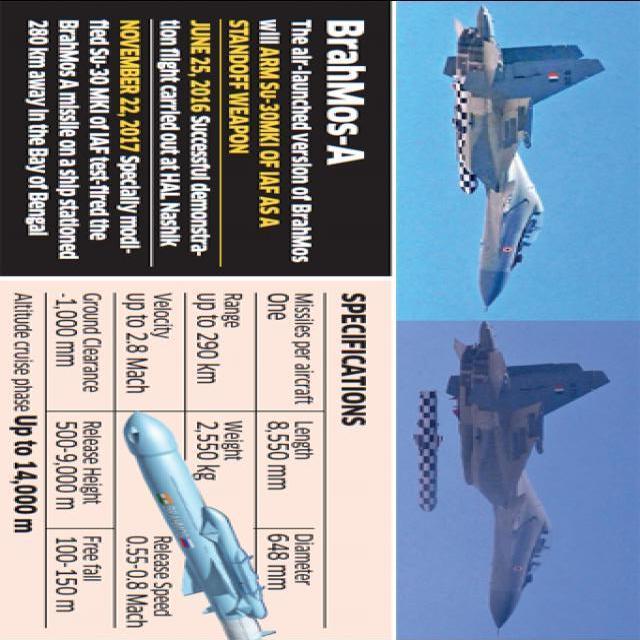 BrahMos-A
The air-launched version of BrahMos
will ARM Su-30MKI OF IAF AS A
STANDOFF WEAPON
JUNE 25, 2016 Successful demonstra-
tion flight carried out at HAL Nashik
NOVEMBER 22, 2017 Specially modi-
fied Su-30 MKI of IAF test-fired the
BrahMos A missile on a ship stationed
280 km away in the Bay of Bengal
SPECIFICATIONS
Missiles per aircraft
One
Length
8,550 mm
Diameter
648 mm
Range
up to 290 km
Weight
2,550 kg
Velocity
up to 2.8 Mach
Release Speed
0.55-0.8 Mach
Ground Clearance
-1,000 mm
Release Height
500-9,000 m
Free fall
100-150 m
Altitude cruise phase Up to 14,000 m